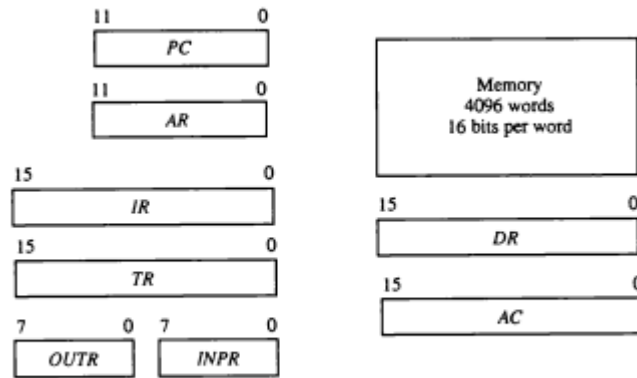 11 0
PC
11 0
AR
Memory
4096 words
16 bits per word
15 0
IR
15 0
DR
15 0
TR
15 0
AC
7 0 7 0
OUTR INPR